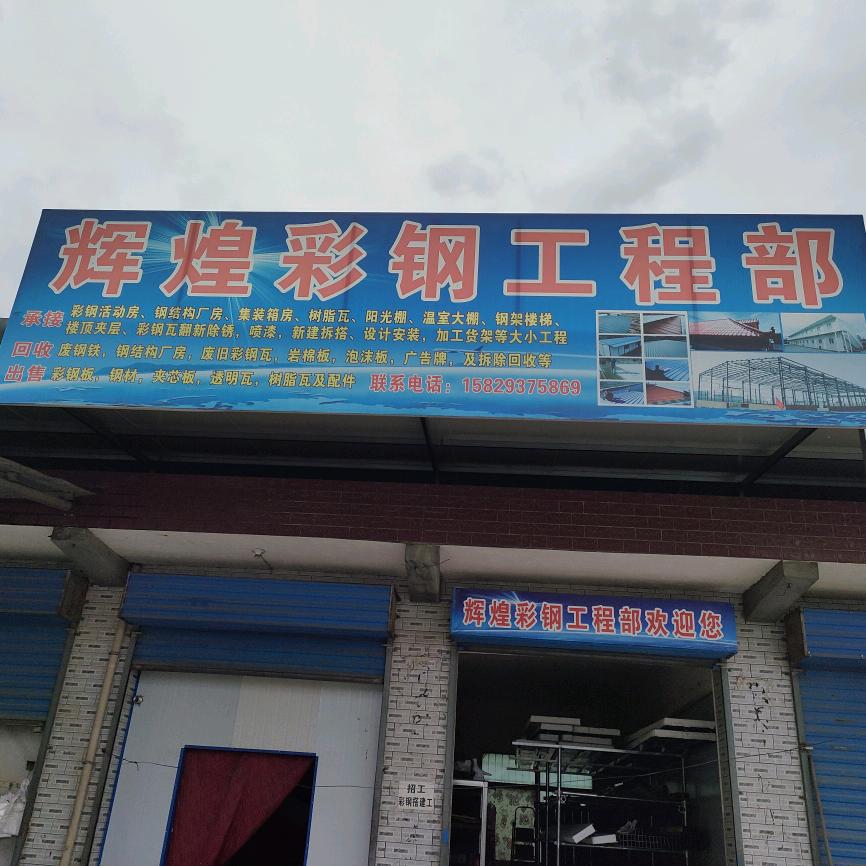 辉煌彩钢工程部
承接 彩钢活动房、钢结构厂房、集装箱房、树脂瓦、阳光棚、温室大棚、钢架楼梯、
楼顶夹层、彩钢瓦翻新除锈，喷漆，新建拆搭、设计安装，加工货架等大小工程
回收 废钢铁，钢结构厂房，废旧彩钢瓦，岩棉板，泡沫板，广告牌，及拆除回收等
出售 彩钢板，钢材，夹芯板，透明瓦，树脂瓦及配件 联系电话：15829375869
辉煌彩钢工程部欢迎您
招工
彩钢搭建工